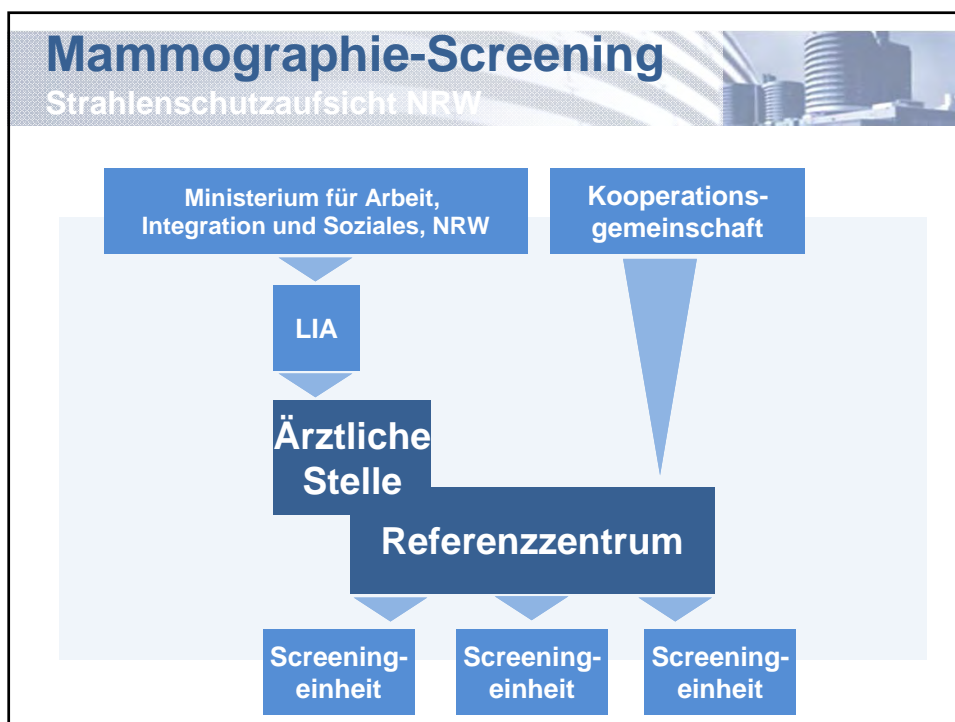 Mammographie-Screening
Strahlenschutzaufsicht NRW
Ministerium für Arbeit,
Integration und Soziales, NRW
Kooperations-
gemeinschaft
LIA
Ärztliche
Stelle
Referenzzentrum
Screening-
einheit
Screening-
einheit
Screening-
einheit